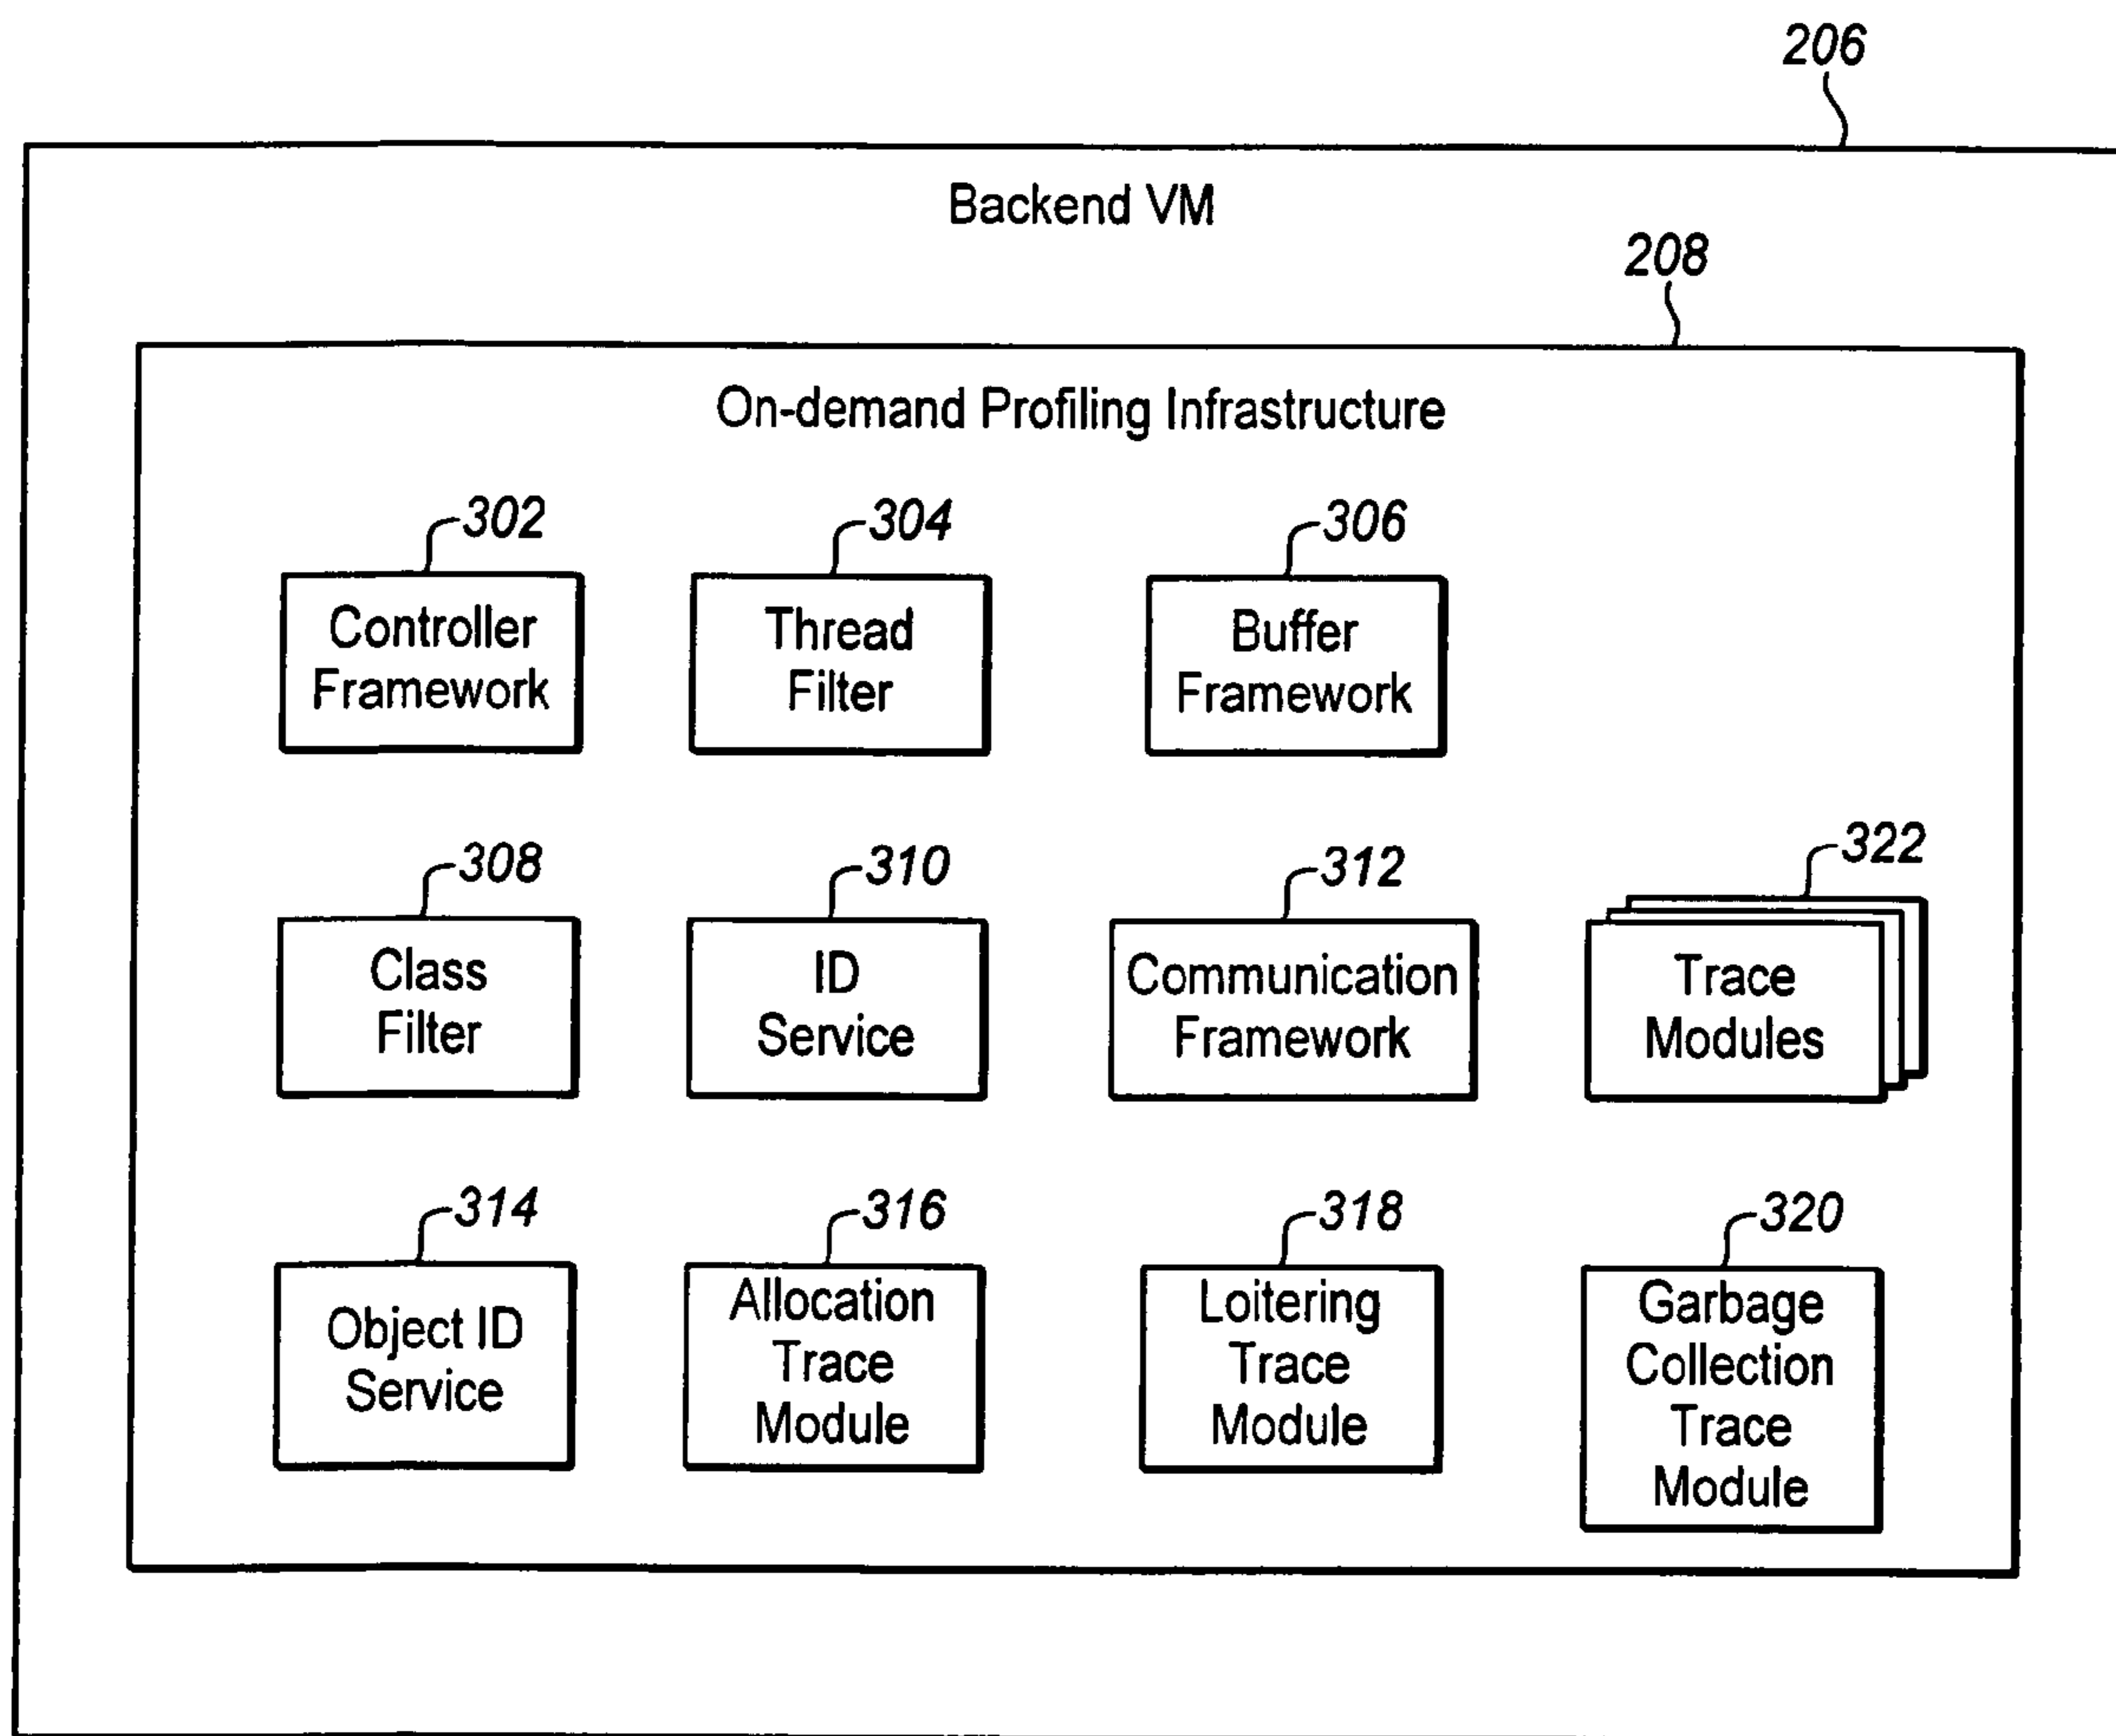 206
Backend VM
208
On-demand Profiling Infrastructure
302
304
306
Controller
Framework
Thread
Filter
Buffer
Framework
308
310
312
322
Class
Filter
ID
Service
Communication
Framework
Trace
Modules
314
316
318
320
Object ID
Service
Allocation
Trace
Module
Loitering
Trace
Module
Garbage
Collection
Trace
Module